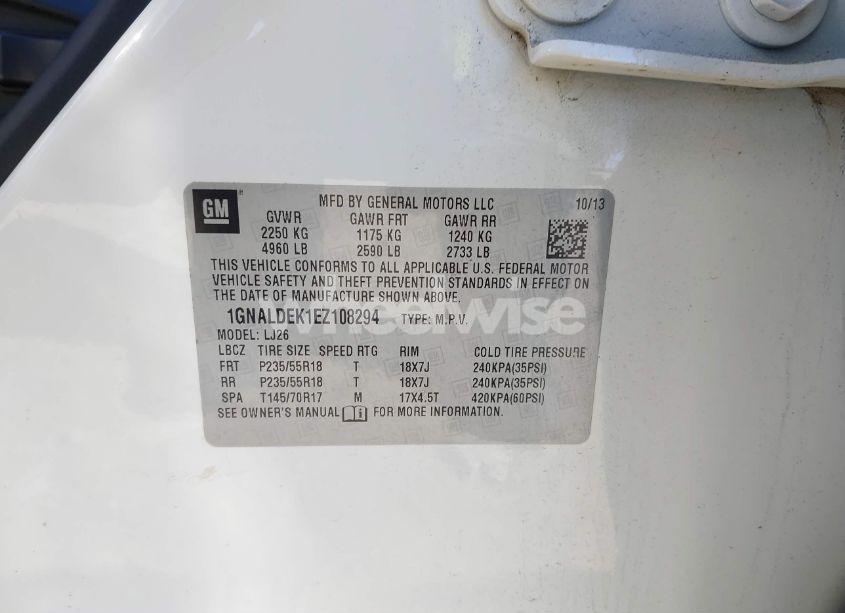 GM
MFD BY GENERAL MOTORS LLC 10/13
GVWR GAWR FRT GAWR RR
2250 KG 1175 KG 1240 KG
4960 LB 2590 LB 2733 LB
THIS VEHICLE CONFORMS TO ALL APPLICABLE U.S. FEDERAL MOTOR
VEHICLE SAFETY AND THEFT PREVENTION STANDARDS IN EFFECT ON
THE DATE OF MANUFACTURE SHOWN ABOVE.
1GNALDEK1EZ108294 TYPE: M.P.V.
MODEL: LJ26
LBCZ TIRE SIZE SPEED RTG RIM COLD TIRE PRESSURE
FRT P235/55R18 T 18X7J 240KPA(35PSI)
RR P235/55R18 T 18X7J 240KPA(35PSI)
SPA T145/70R17 M 17X4.5T 420KPA(60PSI)
SEE OWNER'S MANUAL FOR MORE INFORMATION.
wheelwise